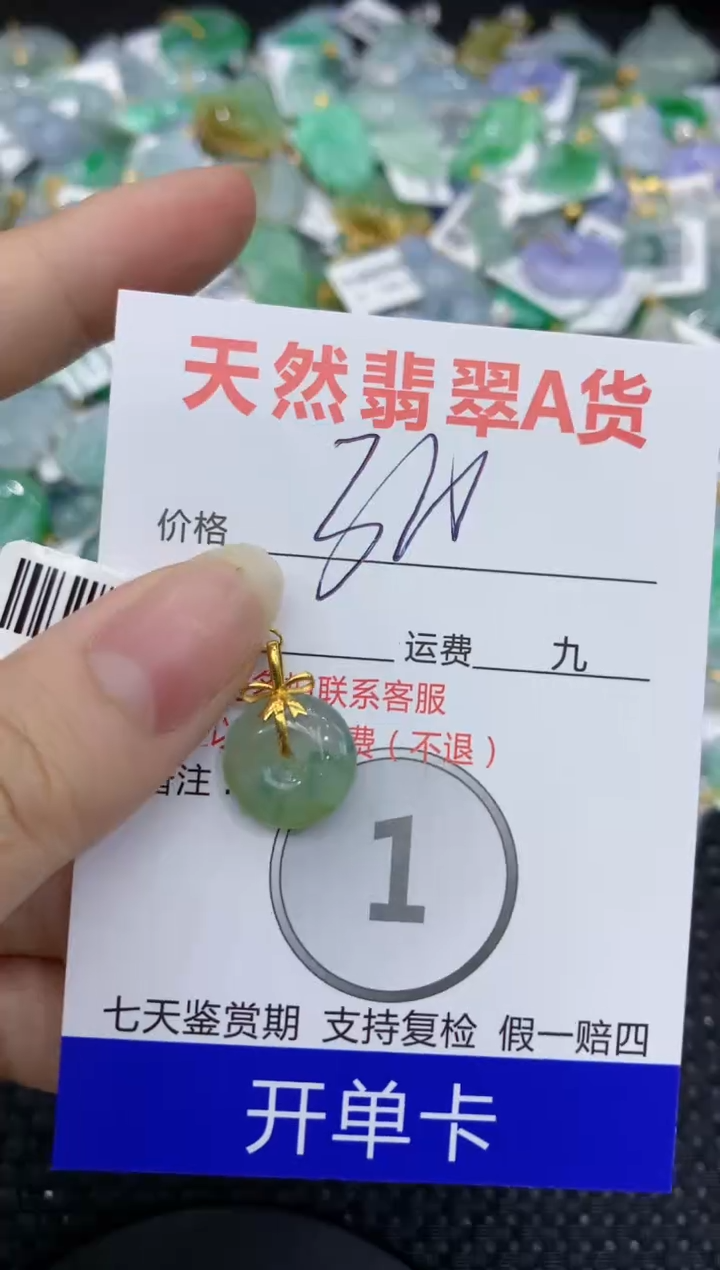 天然翡翠A货
价格
运费 九
联系客服
费(不退)
备注:
1
七天鉴赏期 支持复检 假一赔四
开单卡